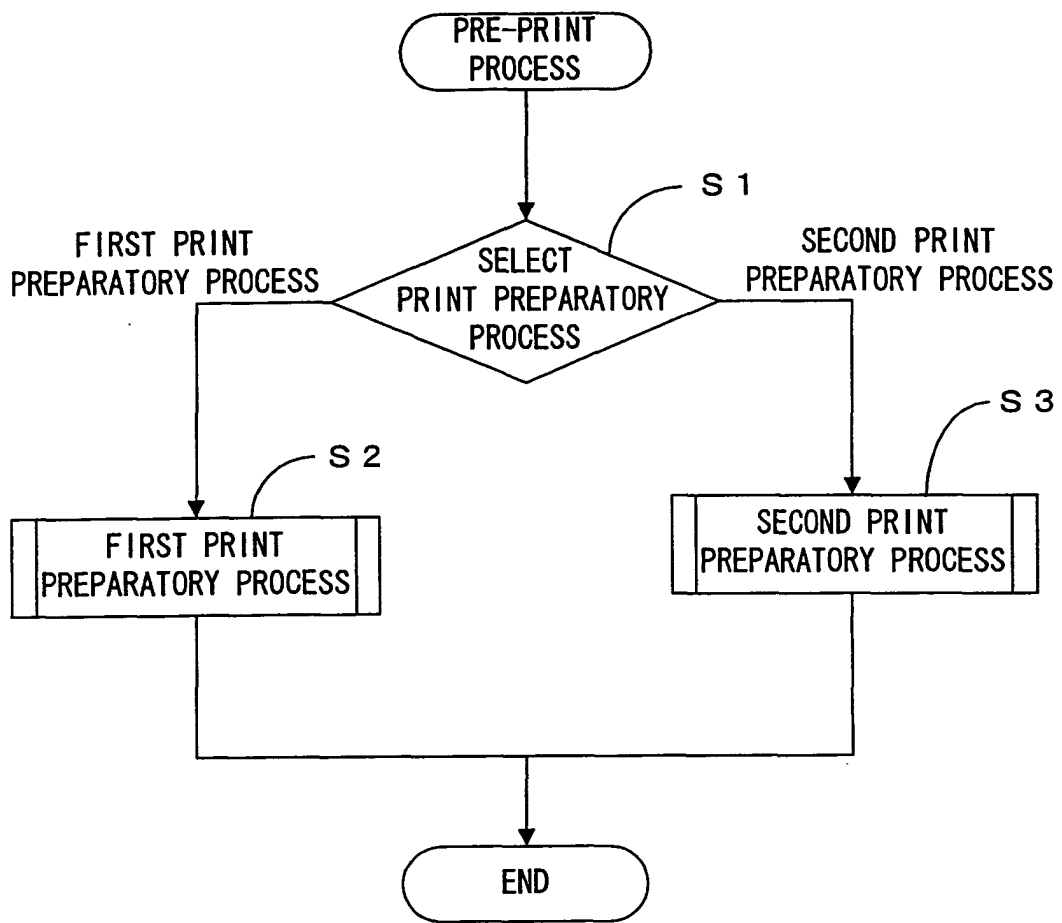 PRE-PRINT
PROCESS
S 1
FIRST PRINT
PREPARATORY PROCESS
SELECT
PRINT PREPARATORY
PROCESS
SECOND PRINT
PREPARATORY PROCESS
S 2
S 3
FIRST PRINT
PREPARATORY PROCESS
SECOND PRINT
PREPARATORY PROCESS
END